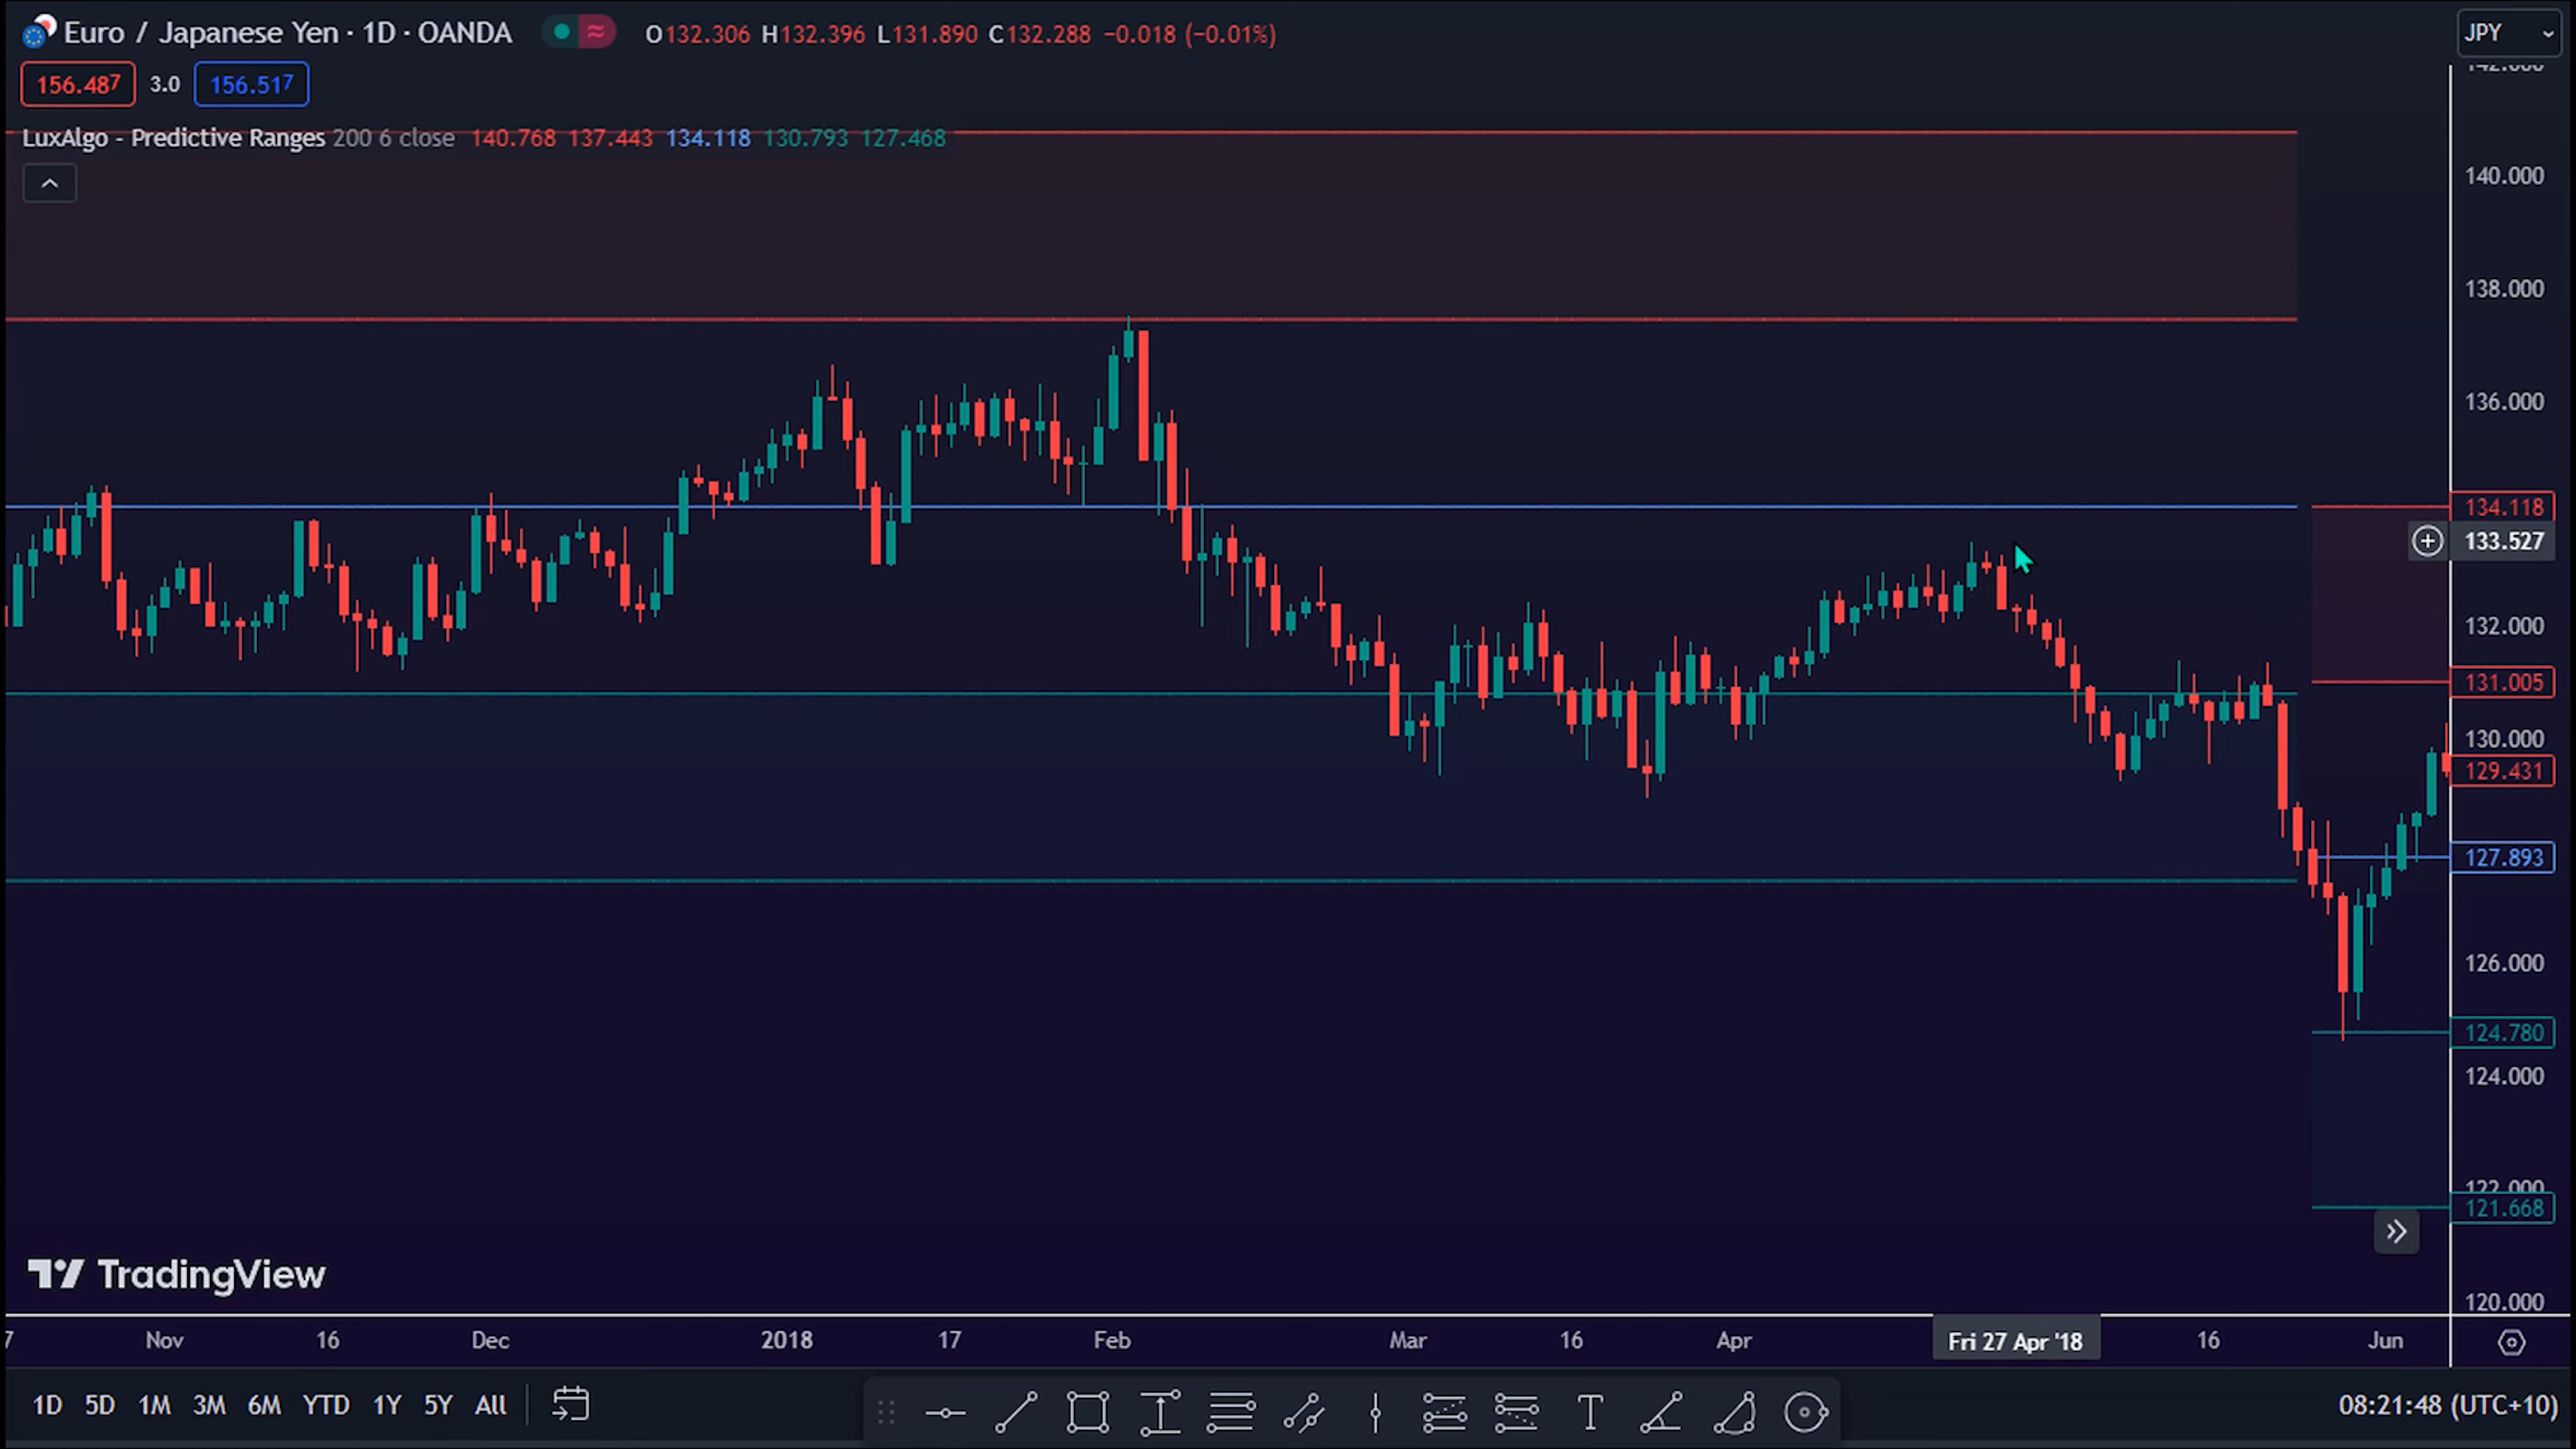 Euro / Japanese Yen · 1D · OANDA O132.306 H132.396 L131.890 C132.288 −0.018 (−0.01%) JPY
156.487 3.0 156.517
LuxAlgo - Predictive Ranges 200 6 close 140.768 137.443 134.118 130.793 127.468
142.000
140.000
138.000
136.000
134.118
133.527
132.000
131.005
130.000
129.431
127.893
126.000
124.780
124.000
122.000
121.668
120.000
TradingView
7 Nov 16 Dec 2018 17 Feb Mar 16 Apr Fri 27 Apr '18 16 Jun
1D 5D 1M 3M 6M YTD 1Y 5Y All T 08:21:48 (UTC+10)